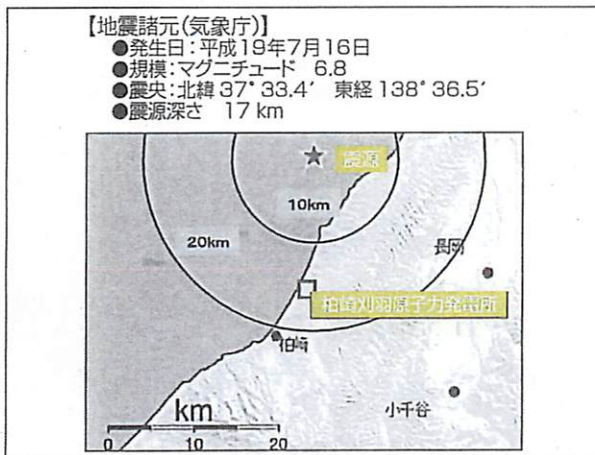 【地震諸元(気象庁)】
●発生日:平成19年7月16日
●規模:マグニチュード 6.8
●震央:北緯 37° 33.4′ 東経 138° 36.5′
●震源深さ 17 km
震源
10km
20km
長岡
柏崎刈羽原子力発電所
柏崎
小千谷
km
0 10 20